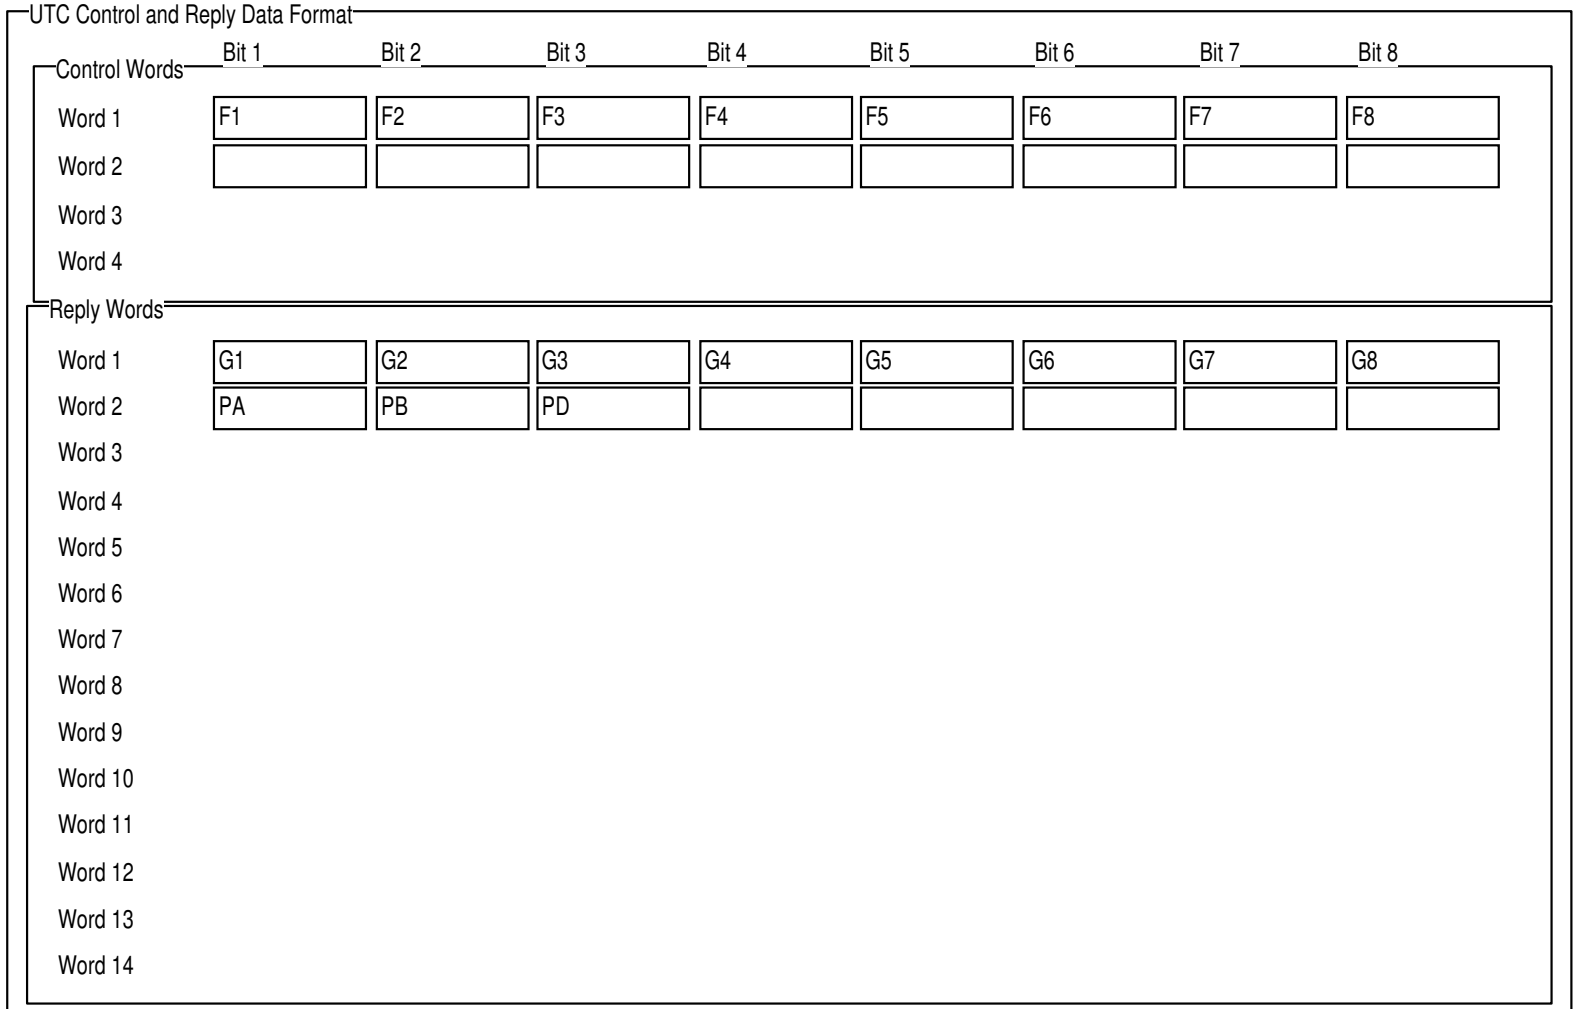 UTC Control and Reply Data Format
Bit 1 Bit 2 Bit 3 Bit 4 Bit 5 Bit 6 Bit 7 Bit 8
Control Words
Word 1 F1 F2 F3 F4 F5 F6 F7 F8
Word 2
Word 3
Word 4
Reply Words
Word 1 G1 G2 G3 G4 G5 G6 G7 G8
Word 2 PA PB PD
Word 3
Word 4
Word 5
Word 6
Word 7
Word 8
Word 9
Word 10
Word 11
Word 12
Word 13
Word 14